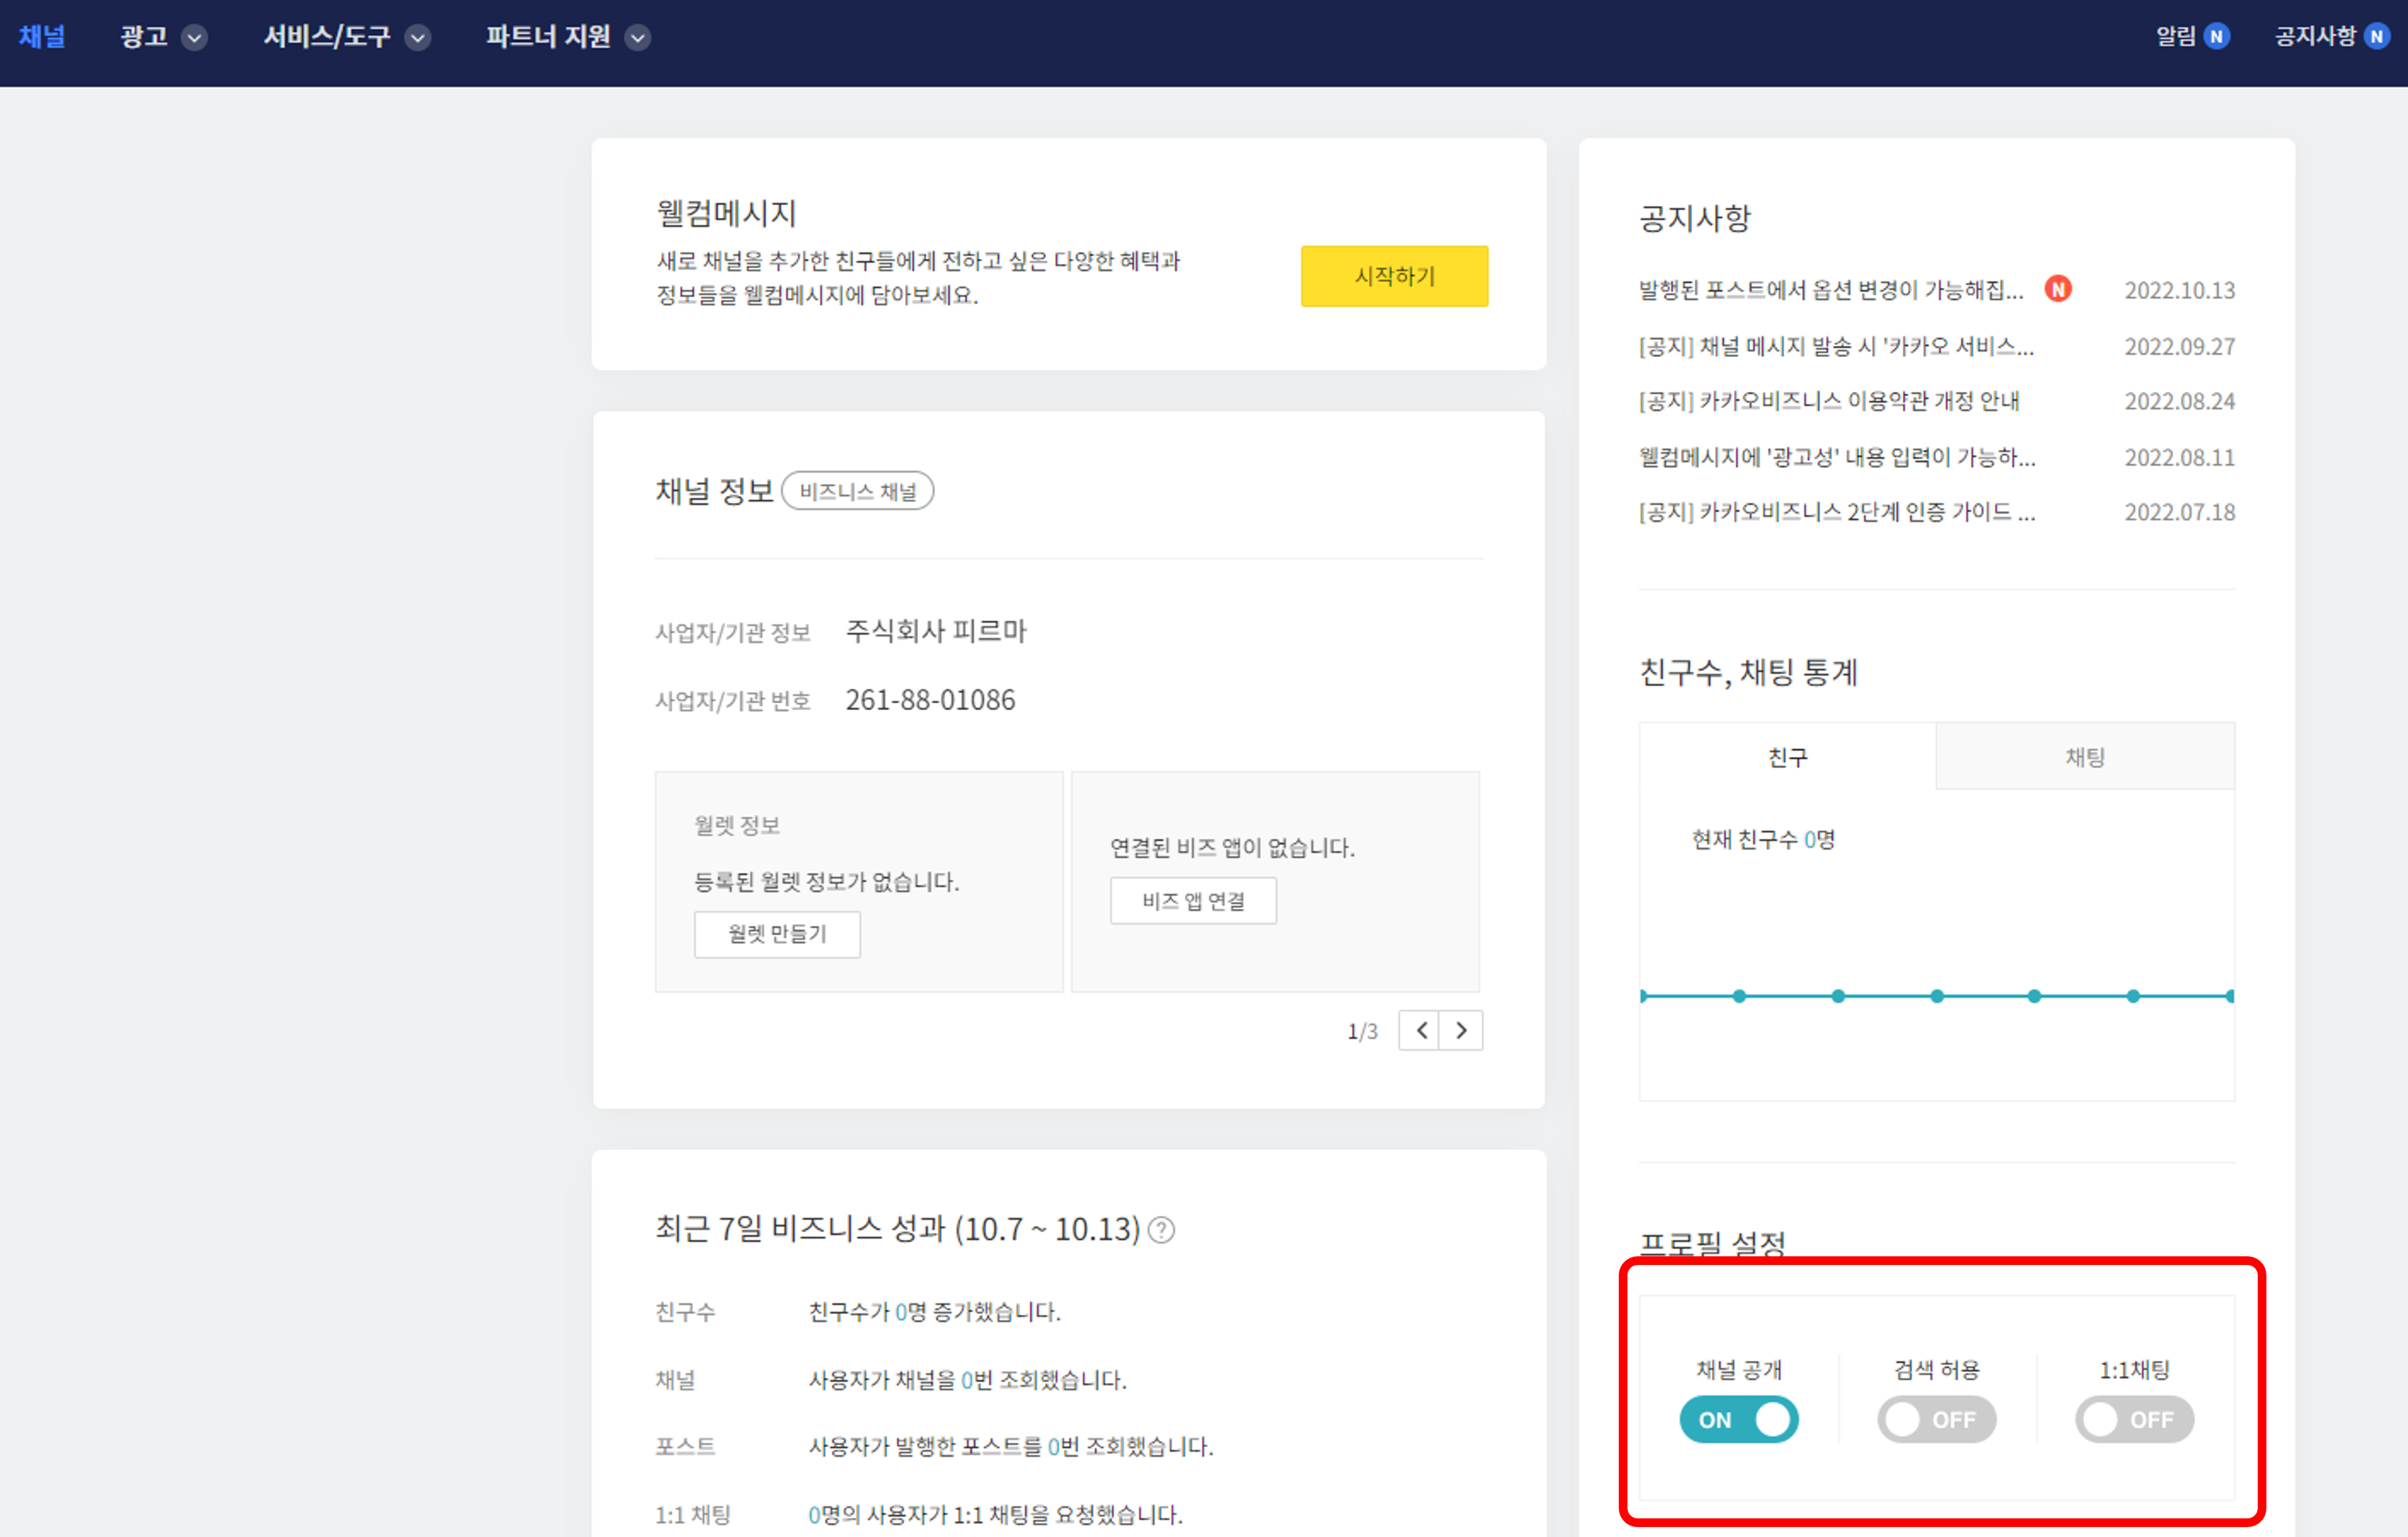 채널 광고 서비스/도구 파트너 지원 알림 N 공지사항 N
웰컴메시지
새로 채널을 추가한 친구들에게 전하고 싶은 다양한 혜택과
정보들을 웰컴메시지에 담아보세요.
시작하기
채널 정보 비즈니스 채널
사업자/기관 정보 주식회사 피르마
사업자/기관 번호 261-88-01086
월렛 정보
등록된 월렛 정보가 없습니다.
월렛 만들기
연결된 비즈 앱이 없습니다.
비즈 앱 연결
1/3
최근 7일 비즈니스 성과 (10.7 ~ 10.13) ?
친구수 친구수가 0명 증가했습니다.
채널 사용자가 채널을 0번 조회했습니다.
포스트 사용자가 발행한 포스트를 0번 조회했습니다.
1:1 채팅 0명의 사용자가 1:1 채팅을 요청했습니다.
공지사항
발행된 포스트에서 옵션 변경이 가능해집... N 2022.10.13
[공지] 채널 메시지 발송 시 '카카오 서비스... 2022.09.27
[공지] 카카오비즈니스 이용약관 개정 안내 2022.08.24
웰컴메시지에 '광고성' 내용 입력이 가능하... 2022.08.11
[공지] 카카오비즈니스 2단계 인증 가이드 ... 2022.07.18
친구수, 채팅 통계
친구 채팅
현재 친구수 0명
프로필 설정
채널 공개 검색 허용 1:1채팅
ON OFF OFF